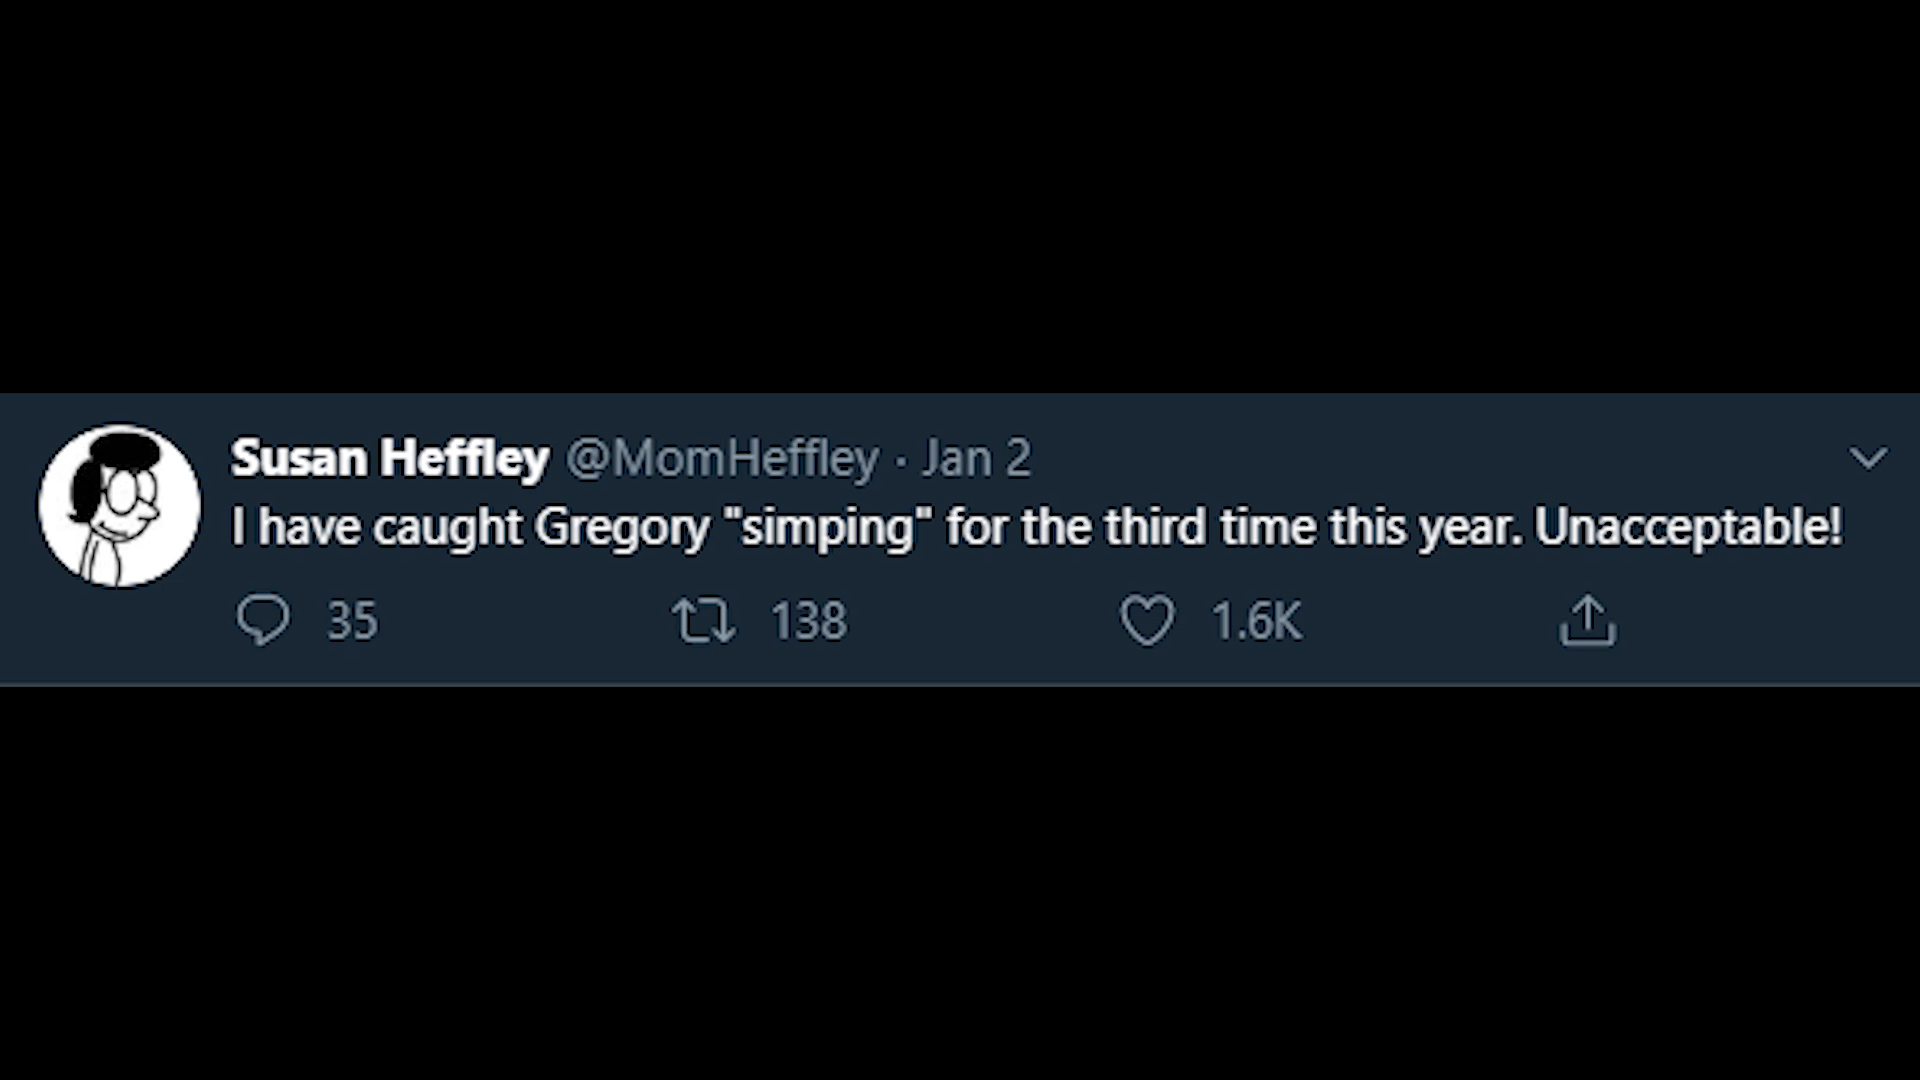 Susan Heffley @MomHeffley · Jan 2
I have caught Gregory "simping" for the third time this year. Unacceptable!
35 138 1.6K